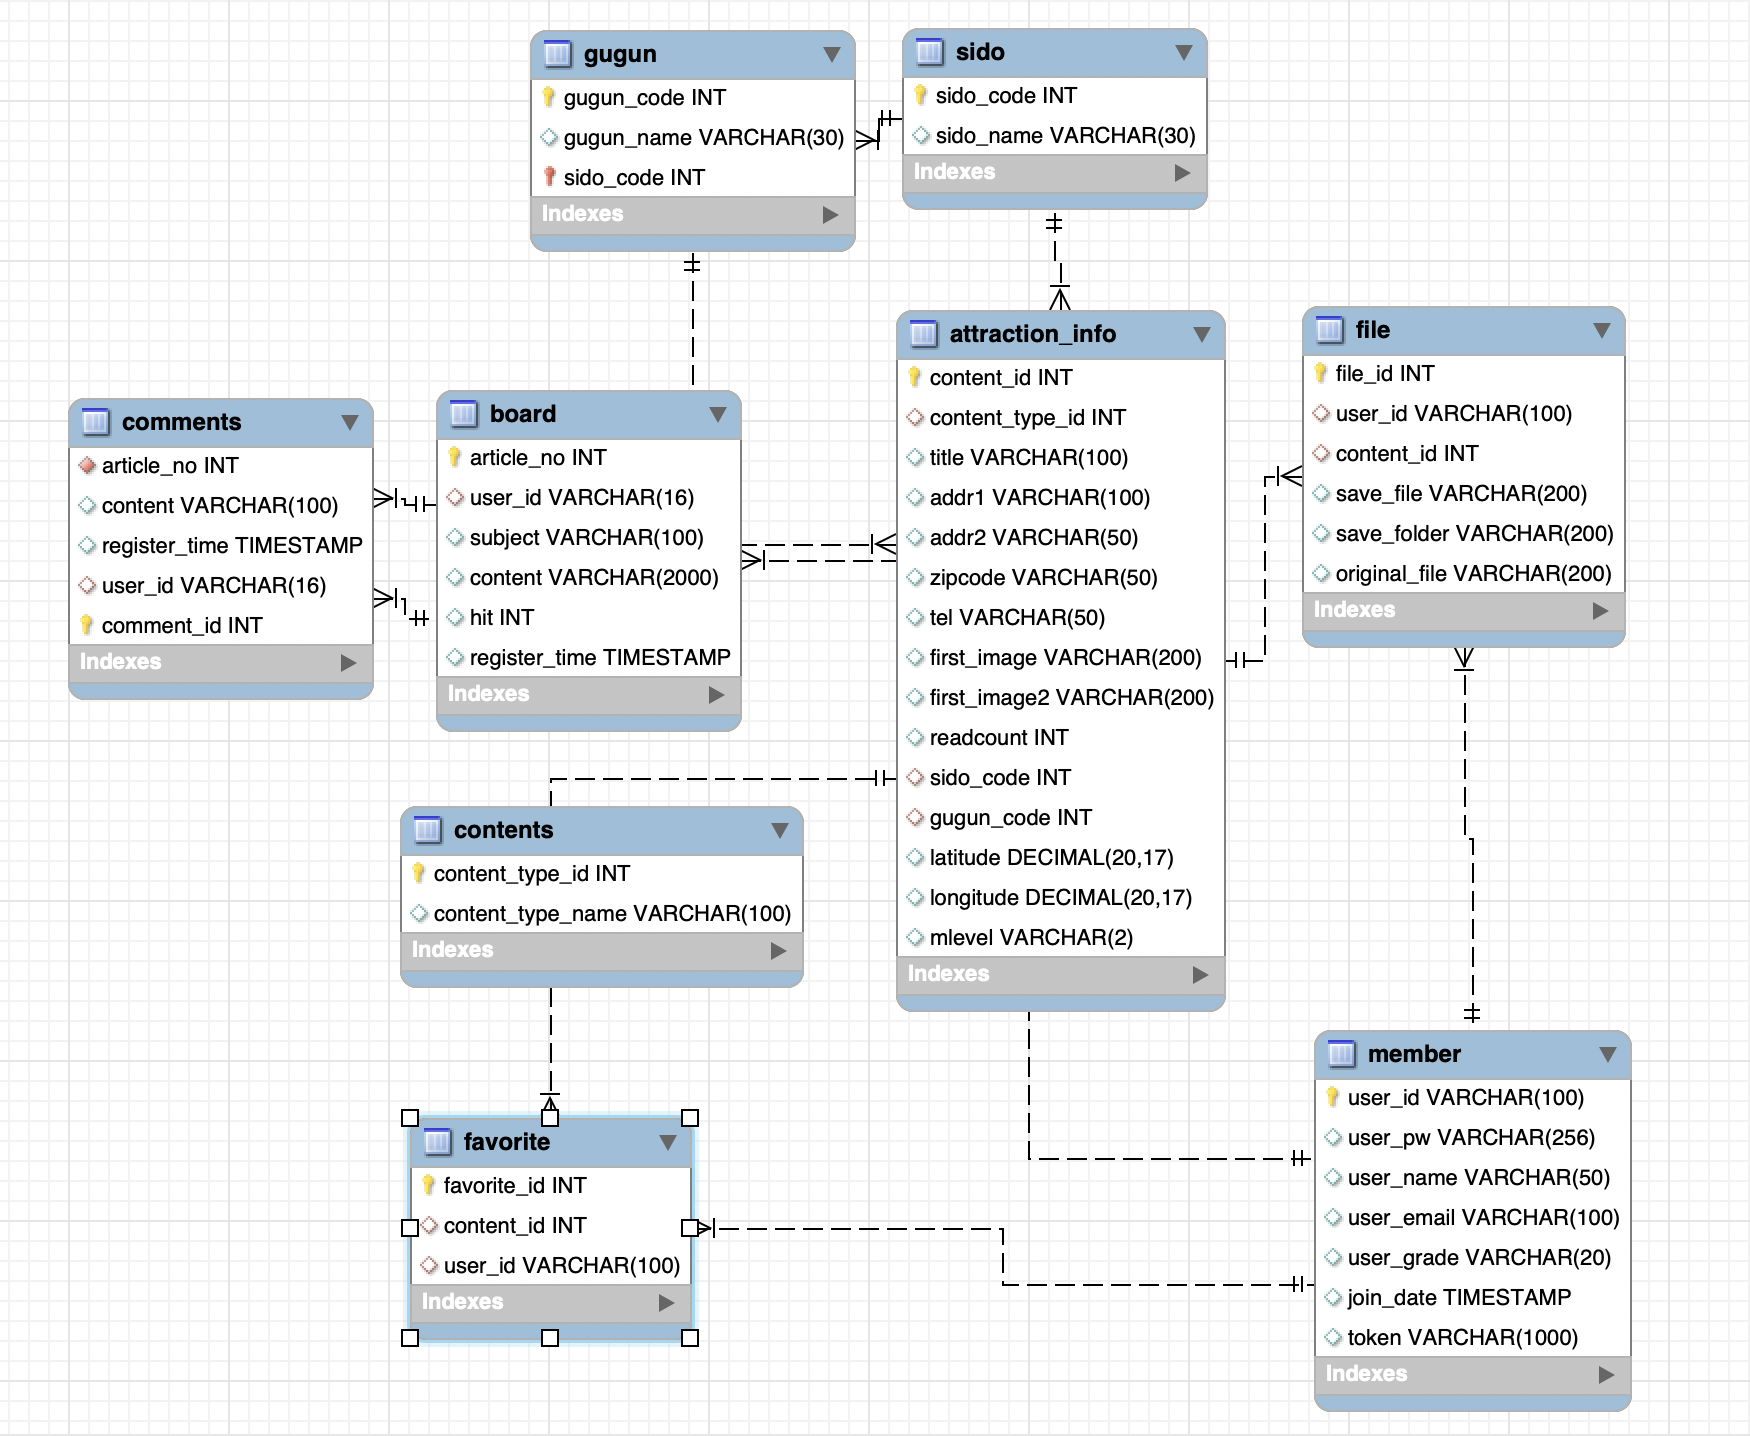 gugun
gugun_code INT
gugun_name VARCHAR(30)
sido_code INT
Indexes
sido
sido_code INT
sido_name VARCHAR(30)
Indexes
comments
article_no INT
content VARCHAR(100)
register_time TIMESTAMP
user_id VARCHAR(16)
comment_id INT
Indexes
board
article_no INT
user_id VARCHAR(16)
subject VARCHAR(100)
content VARCHAR(2000)
hit INT
register_time TIMESTAMP
Indexes
attraction_info
content_id INT
content_type_id INT
title VARCHAR(100)
addr1 VARCHAR(100)
addr2 VARCHAR(50)
zipcode VARCHAR(50)
tel VARCHAR(50)
first_image VARCHAR(200)
first_image2 VARCHAR(200)
readcount INT
sido_code INT
gugun_code INT
latitude DECIMAL(20,17)
longitude DECIMAL(20,17)
mlevel VARCHAR(2)
Indexes
file
file_id INT
user_id VARCHAR(100)
content_id INT
save_file VARCHAR(200)
save_folder VARCHAR(200)
original_file VARCHAR(200)
Indexes
contents
content_type_id INT
content_type_name VARCHAR(100)
Indexes
favorite
favorite_id INT
content_id INT
user_id VARCHAR(100)
Indexes
member
user_id VARCHAR(100)
user_pw VARCHAR(256)
user_name VARCHAR(50)
user_email VARCHAR(100)
user_grade VARCHAR(20)
join_date TIMESTAMP
token VARCHAR(1000)
Indexes